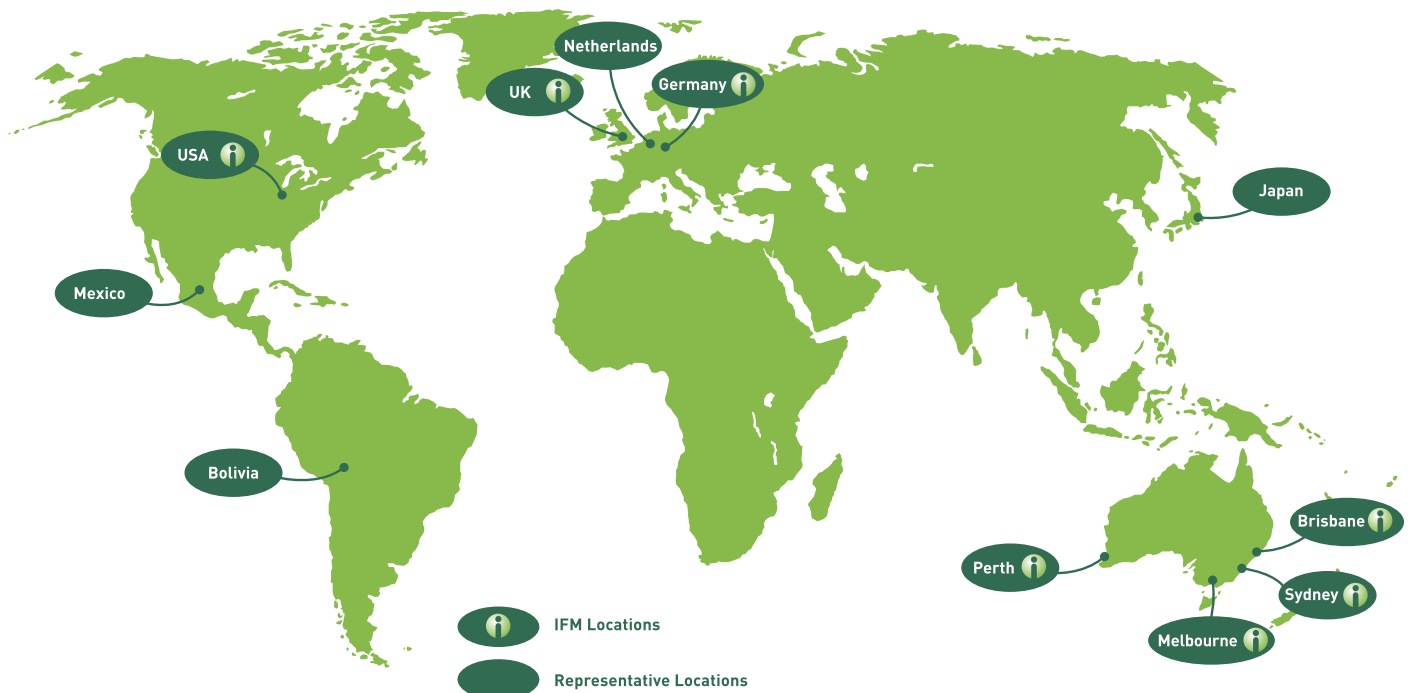 Netherlands
Germany
UK
USA
Japan
Mexico
Bolivia
Brisbane
Perth
Sydney
Melbourne
IFM Locations
Representative Locations